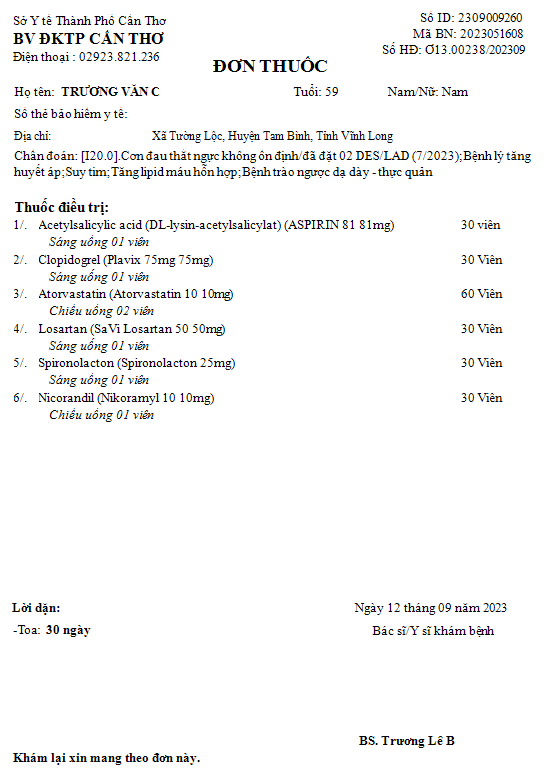 Sở Y tế Thành Phố Cần Thơ
Số ID: 2309009260
BV ĐKTP CẦN THƠ
Mã BN: 2023051608
Điện thoại : 02923.821.236
Số HĐ: O13.00238/202309
ĐƠN THUỐC
Họ tên: TRƯƠNG VĂN C Tuổi: 59 Nam/Nữ: Nam
Số thẻ bảo hiểm y tế:
Địa chỉ: Xã Tường Lộc, Huyện Tam Bình, Tỉnh Vĩnh Long
Chẩn đoán: [I20.0].Cơn đau thắt ngực không ổn định/đã đặt 02 DES/LAD (7/2023);Bệnh lý tăng
huyết áp;Suy tim;Tăng lipid máu hỗn hợp;Bệnh trào ngược dạ dày - thực quản
Thuốc điều trị:
1/. Acetylsalicylic acid (DL-lysin-acetylsalicylat) (ASPIRIN 81 81mg) 30 viên
Sáng uống 01 viên
2/. Clopidogrel (Plavix 75mg 75mg) 30 Viên
Sáng uống 01 viên
3/. Atorvastatin (Atorvastatin 10 10mg) 60 Viên
Chiều uống 02 viên
4/. Losartan (SaVi Losartan 50 50mg) 30 Viên
Sáng uống 01 viên
5/. Spironolacton (Spironolacton 25mg) 30 Viên
Sáng uống 01 viên
6/. Nicorandil (Nikoramyl 10 10mg) 30 Viên
Chiều uống 01 viên
Lời dặn:
Ngày 12 tháng 09 năm 2023
-Toa: 30 ngày
Bác sĩ/Y sĩ khám bệnh
BS. Trương Lê B
Khám lại xin mang theo đơn này.